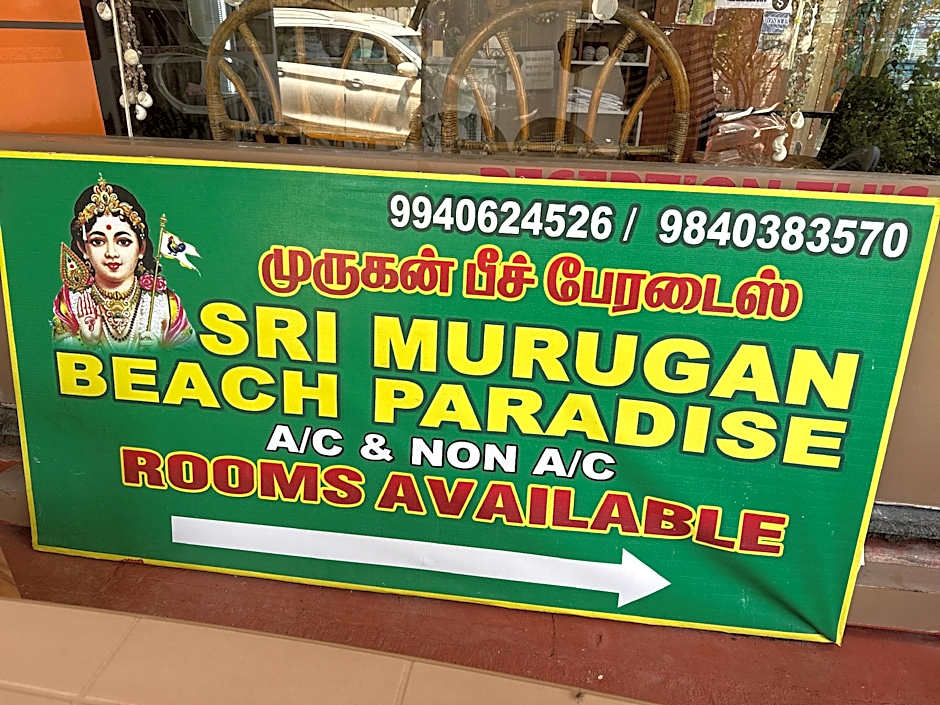 9940624526 / 9840383570
முருகன் பீச் பேரடைஸ்
SRI MURUGAN
BEACH PARADISE
A/C & NON A/C
ROOMS AVAILABLE